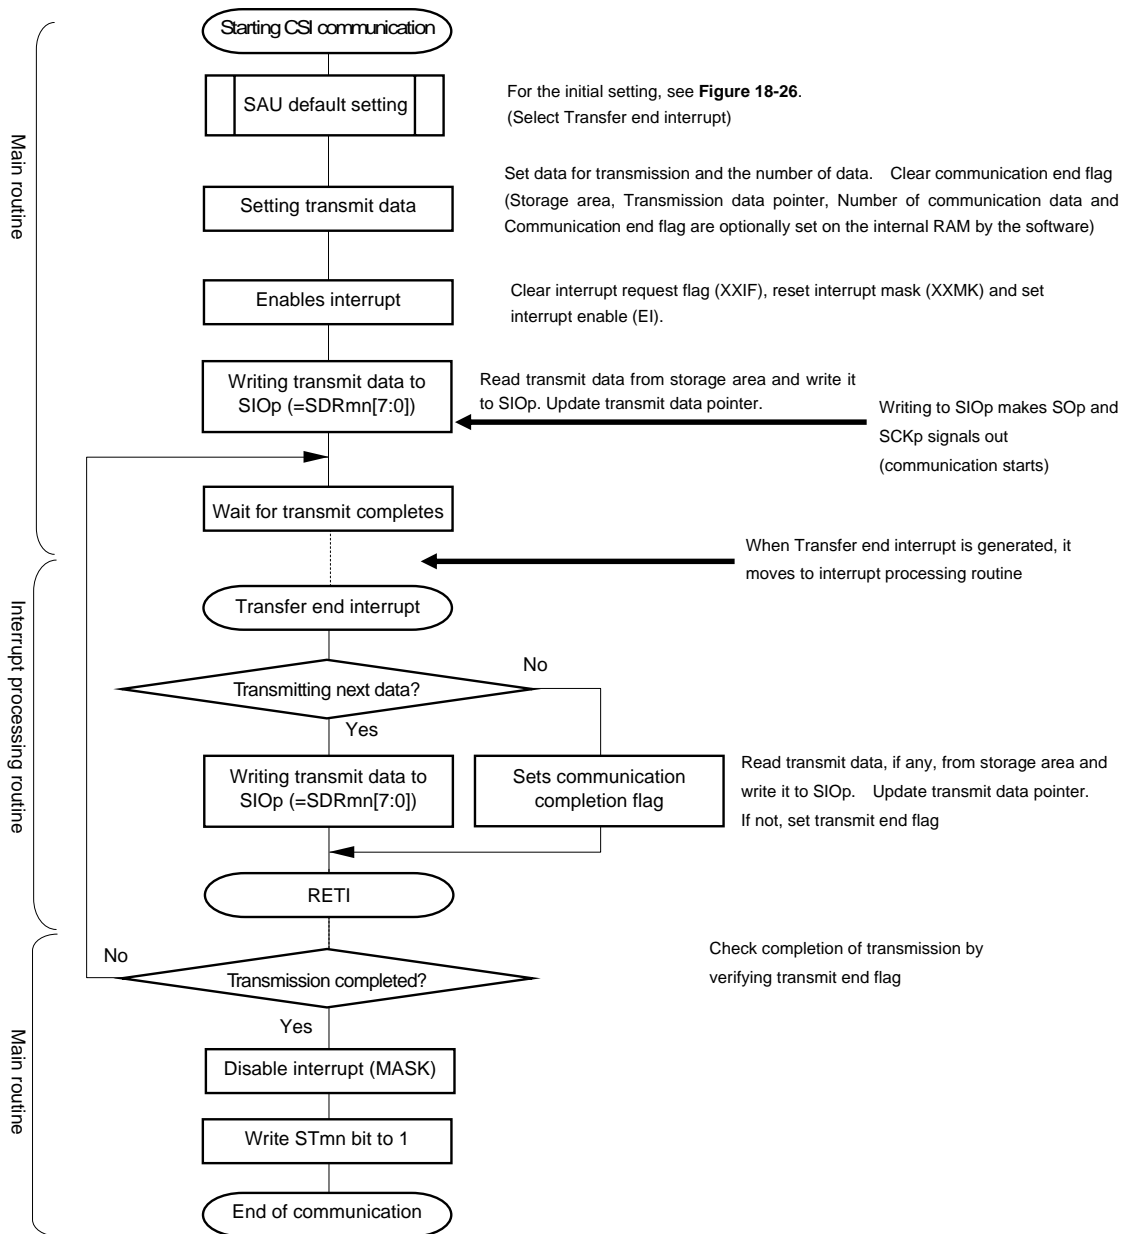 Starting CSI communication
SAU default setting
For the initial setting, see Figure 18-26.
(Select Transfer end interrupt)
Main routine
Setting transmit data
Set data for transmission and the number of data. Clear communication end flag
(Storage area, Transmission data pointer, Number of communication data and
Communication end flag are optionally set on the internal RAM by the software)
Enables interrupt
Clear interrupt request flag (XXIF), reset interrupt mask (XXMK) and set
interrupt enable (EI).
Writing transmit data to
SIOp (=SDRmn[7:0])
Read transmit data from storage area and write it
to SIOp. Update transmit data pointer.
Writing to SIOp makes SOp and
SCKp signals out
(communication starts)
Wait for transmit completes
When Transfer end interrupt is generated, it
moves to interrupt processing routine
Interrupt processing routine
Transfer end interrupt
Transmitting next data?
No
Yes
Writing transmit data to
SIOp (=SDRmn[7:0])
Sets communication
completion flag
Read transmit data, if any, from storage area and
write it to SIOp. Update transmit data pointer.
If not, set transmit end flag
RETI
Main routine
No
Transmission completed?
Check completion of transmission by
verifying transmit end flag
Yes
Disable interrupt (MASK)
Write STmn bit to 1
End of communication